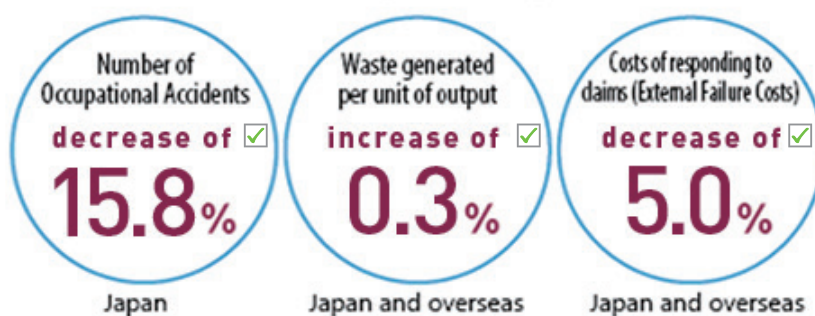 Number of
Occupational Accidents
decrease of
15.8%
Japan
Waste generated
per unit of output
increase of
0.3%
Japan and overseas
Costs of responding to
claims (External Failure Costs)
decrease of
5.0%
Japan and overseas